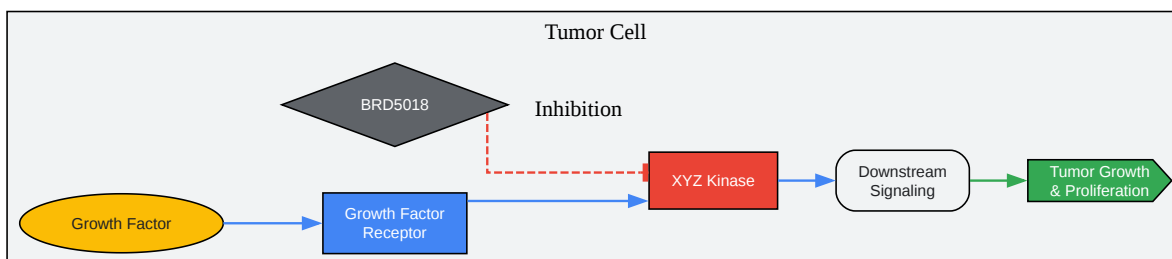 Tumor Cell
BRD5018
Inhibition
XYZ Kinase
Downstream
Signaling
Tumor Growth
& Proliferation
Growth Factor
Growth Factor
Receptor